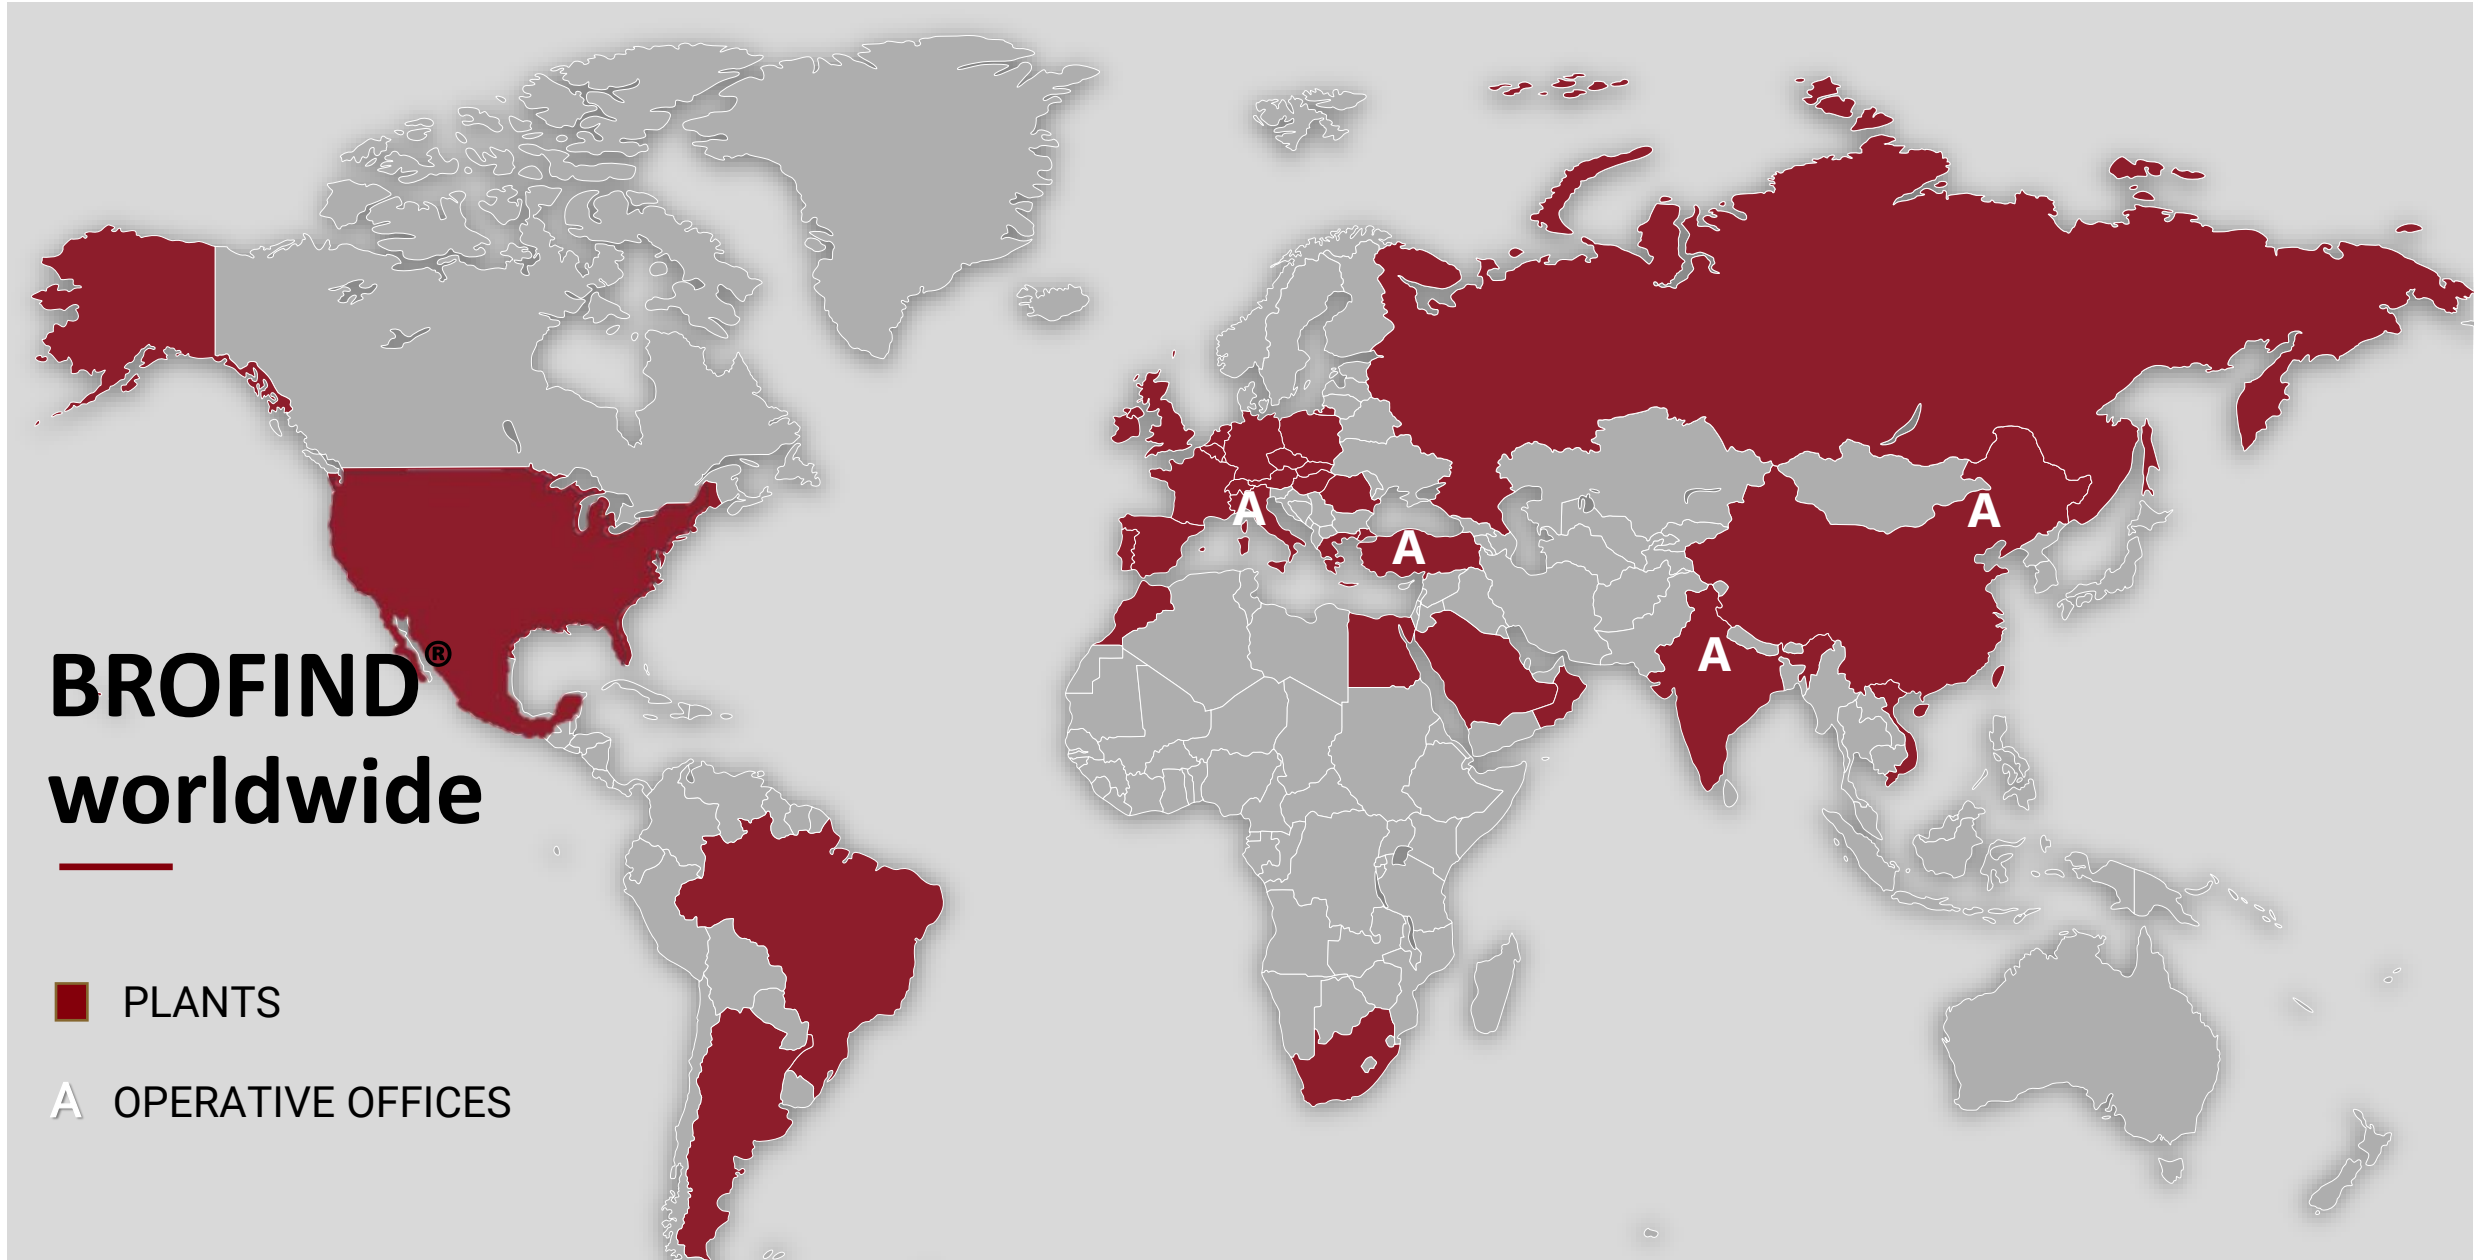 BROFIND®
worldwide
PLANTS
A OPERATIVE OFFICES
A
A
A
A